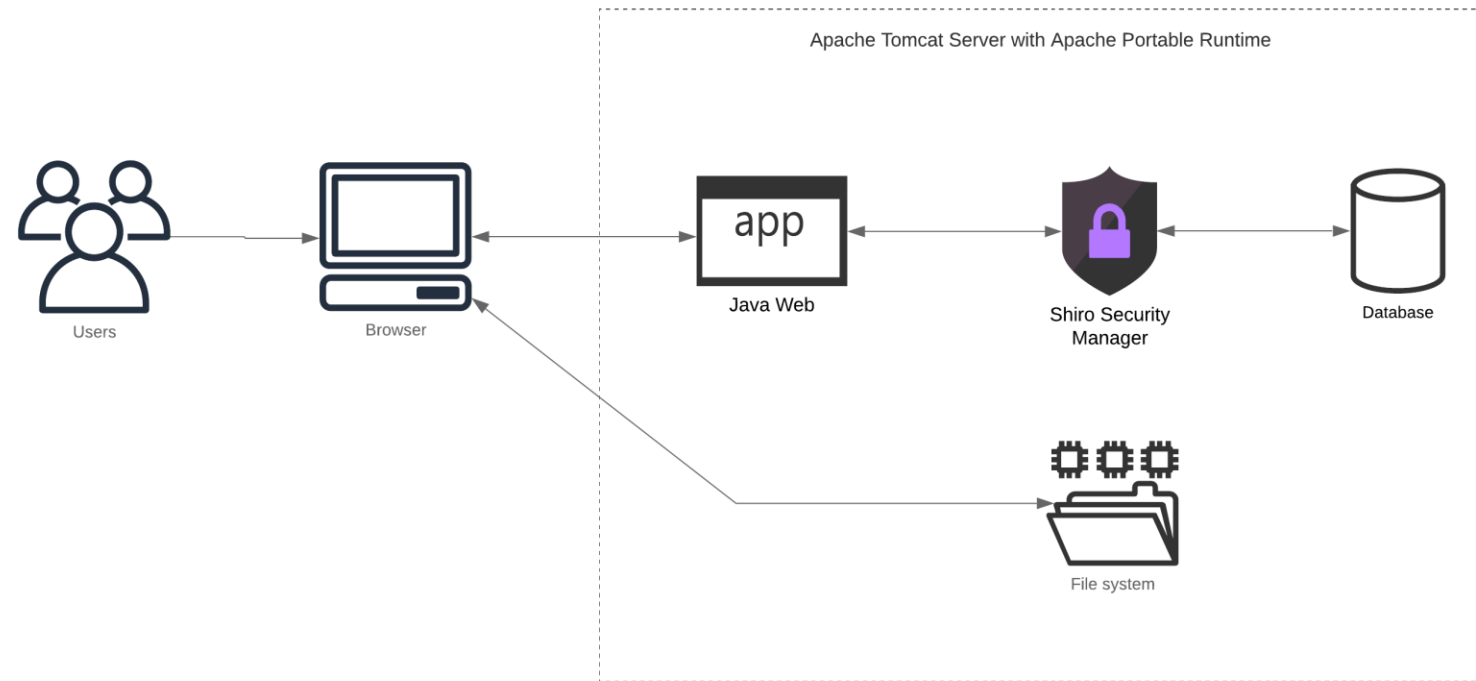 Apache Tomcat Server with Apache Portable Runtime
app
Users
Browser
Java Web
Shiro Security
Manager
Database
File system